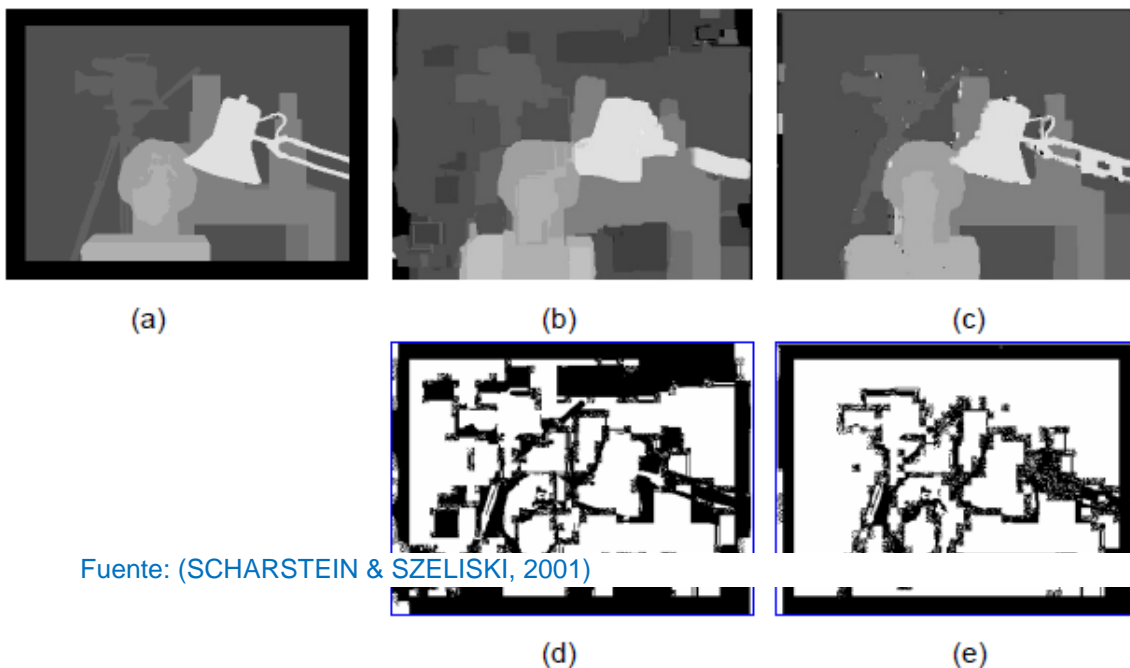 (a)
(b)
(c)
Fuente: (SCHARSTEIN & SZELISKI, 2001)
(d)
(e)